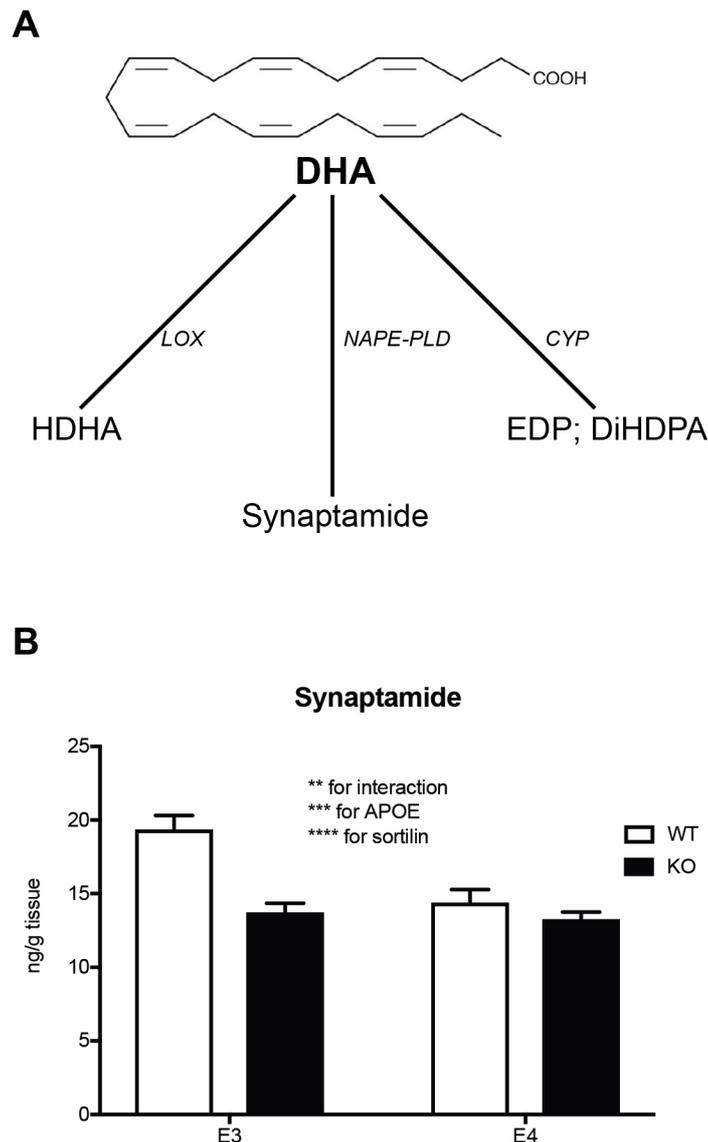 A
COOH
DHA
LOX
NAPE-PLD
CYP
HDHA
EDP; DiHDPA
Synaptamide
B
Synaptamide
25
** for interaction
*** for APOE
20
**** for sortilin
WT
KO
15
ng/g tissue
10
5
0
E3
E4